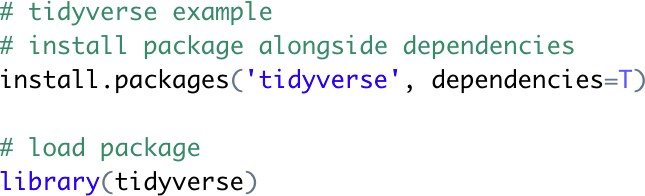 # tidyverse example
# install package alongside dependencies
install.packages('tidyverse', dependencies=T)
# load package
library(tidyverse)